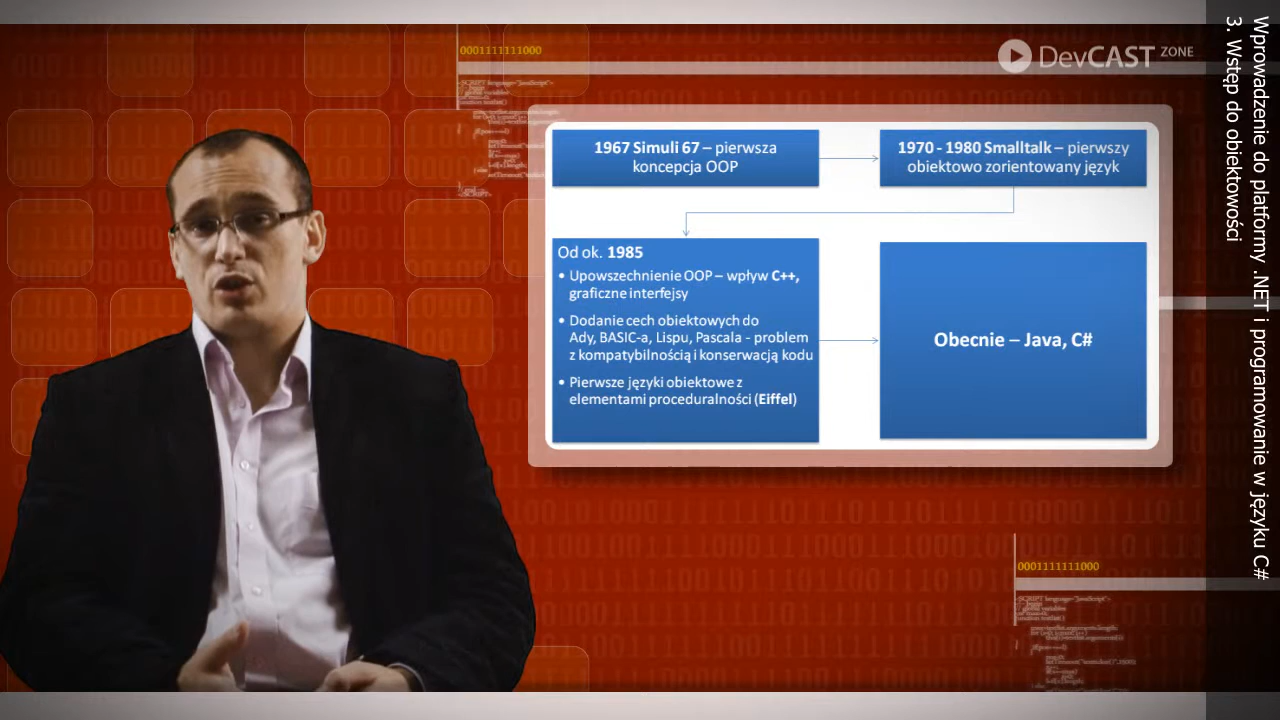 0001111111000
DevCAST ZONE
Wprowadzenie do platformy .NET i programowanie w języku C#
3. Wstęp do obiektowości
1967 Simuli 67 – pierwsza
koncepcja OOP
1970 - 1980 Smalltalk – pierwszy
obiektowo zorientowany język
Od ok. 1985
• Upowszechnienie OOP – wpływ C++,
graficzne interfejsy
• Dodanie cech obiektowych do
Ady, BASIC-a, Lispu, Pascala - problem
z kompatybilnością i konserwacją kodu
• Pierwsze języki obiektowe z
elementami proceduralności (Eiffel)
Obecnie – Java, C#
0001111111000